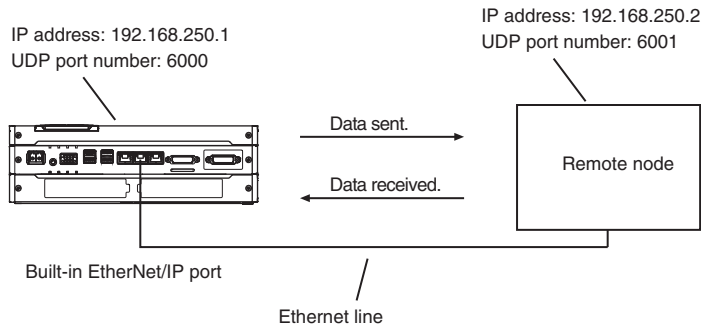 IP address: 192.168.250.1
UDP port number: 6000
IP address: 192.168.250.2
UDP port number: 6001
Data sent.
Remote node
Data received.
Built-in EtherNet/IP port
Ethernet line